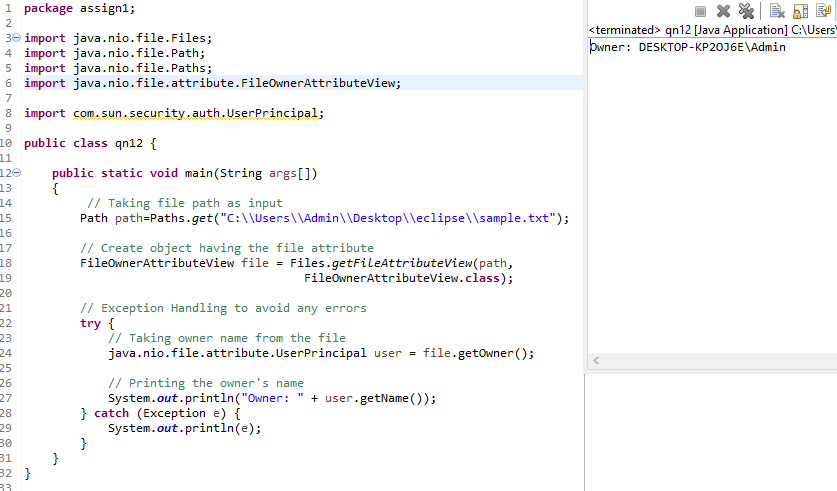 1 package assign1;
2
3 import java.nio.file.Files;
4 import java.nio.file.Path;
5 import java.nio.file.Paths;
6 import java.nio.file.attribute.FileOwnerAttributeView;
7
8 import com.sun.security.auth.UserPrincipal;
9
10 public class qn12 {
11
12     public static void main(String args[])
13     {
14          // Taking file path as input
15         Path path=Paths.get("C:\\Users\\Admin\\Desktop\\eclipse\\sample.txt");
16
17         // Create object having the file attribute
18         FileOwnerAttributeView file = Files.getFileAttributeView(path,
19                                         FileOwnerAttributeView.class);
20
21         // Exception Handling to avoid any errors
22         try {
23             // Taking owner name from the file
24             java.nio.file.attribute.UserPrincipal user = file.getOwner();
25
26             // Printing the owner's name
27             System.out.println("Owner: " + user.getName());
28         } catch (Exception e) {
29             System.out.println(e);
30         }
31     }
32 }
33
<terminated> qn12 [Java Application] C:\Users
Owner: DESKTOP-KP2OJ6E\Admin